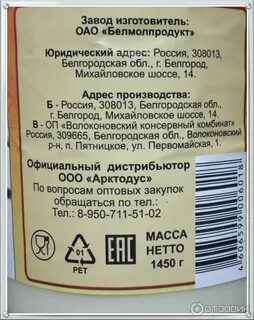 Завод изготовитель:
ОАО «Белмолпродукт»
Юридический адрес: Россия, 308013,
Белгородская обл., г. Белгород,
Михайловское шоссе, 14.
Адрес производства:
Б - Россия, 308013, Белгородская обл.,
г. Белгород, Михайловское шоссе, 14.
В - ОП «Волоконовский консервный комбинат»
Россия, 309665, Белгородская обл., Волоконовский
р-н, п. Пятницкое, ул. Первомайская, 1.
Официальный дистрибьютор
ООО «Арктодус»
По вопросам оптовых закупок
обращаться по тел.:
Тел.: 8-950-711-51-02
01
PET
EAC
МАССА
НЕТТО
1450 г
46065990006018
ОТЗОВИК